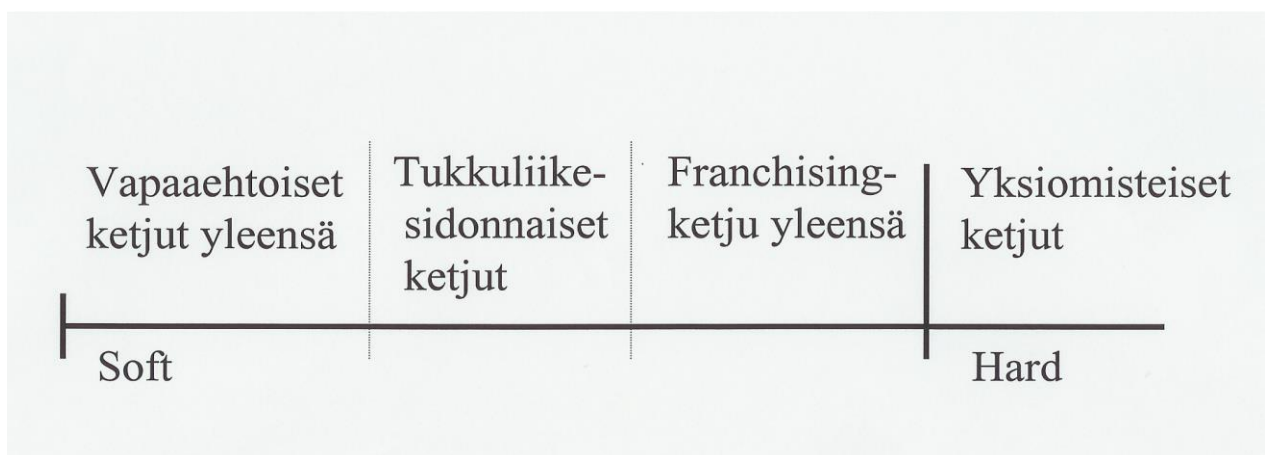 Vapaaehtoiset
ketjut yleensä
Tukkuliike-
sidonnaiset
ketjut
Franchising-
ketju yleensä
Yksiomisteiset
ketjut
Soft
Hard